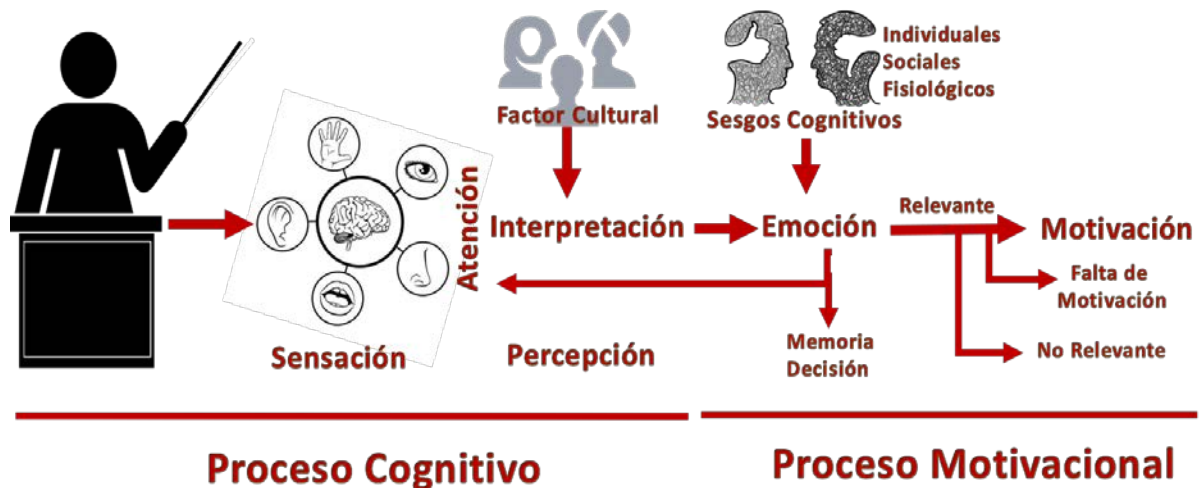 Individuales
Sociales
Fisiológicos
Factor Cultural
Sesgos Cognitivos
Atención
Interpretación
Emoción
Relevante
Motivación
Falta de
Motivación
Sensación
Percepción
Memoria
Decisión
No Relevante
Proceso Cognitivo
Proceso Motivacional